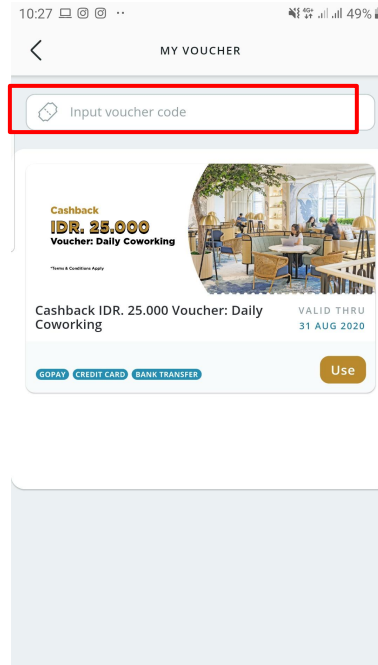 10:27
49%
MY VOUCHER
Input voucher code
Cashback
IDR. 25.000
Voucher: Daily Coworking
*Terms & Conditions Apply
Cashback IDR. 25.000 Voucher: Daily
Coworking
VALID THRU
31 AUG 2020
GOPAY CREDIT CARD BANK TRANSFER
Use